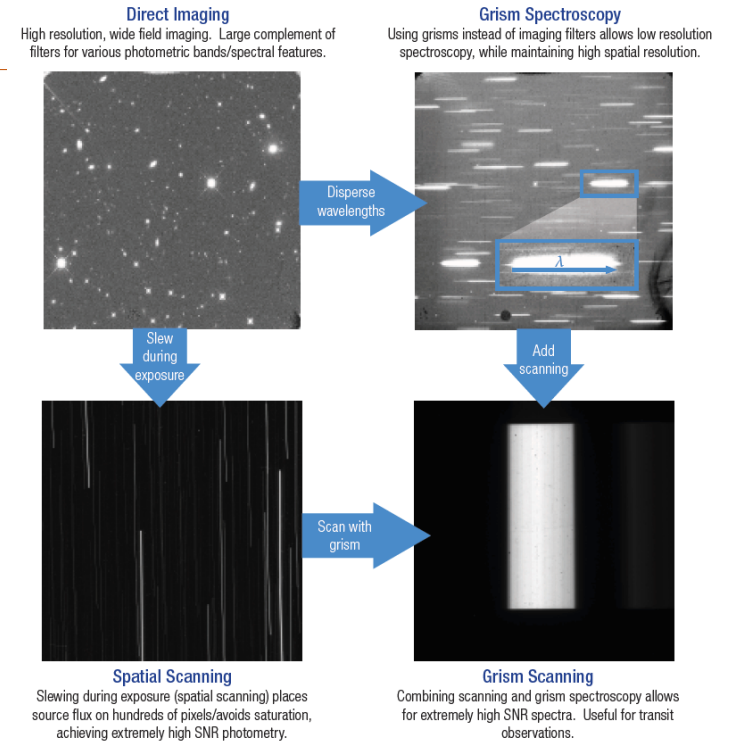 Direct Imaging
High resolution, wide field imaging. Large complement of
filters for various photometric bands/spectral features.
Grism Spectroscopy
Using grisms instead of imaging filters allows low resolution
spectroscopy, while maintaining high spatial resolution.
Disperse
wavelengths
λ
Slew
during
exposure
Add
scanning
Scan with
grism
Spatial Scanning
Slewing during exposure (spatial scanning) places
source flux on hundreds of pixels/avoids saturation,
achieving extremely high SNR photometry.
Grism Scanning
Combining scanning and grism spectroscopy allows
for extremely high SNR spectra. Useful for transit
observations.